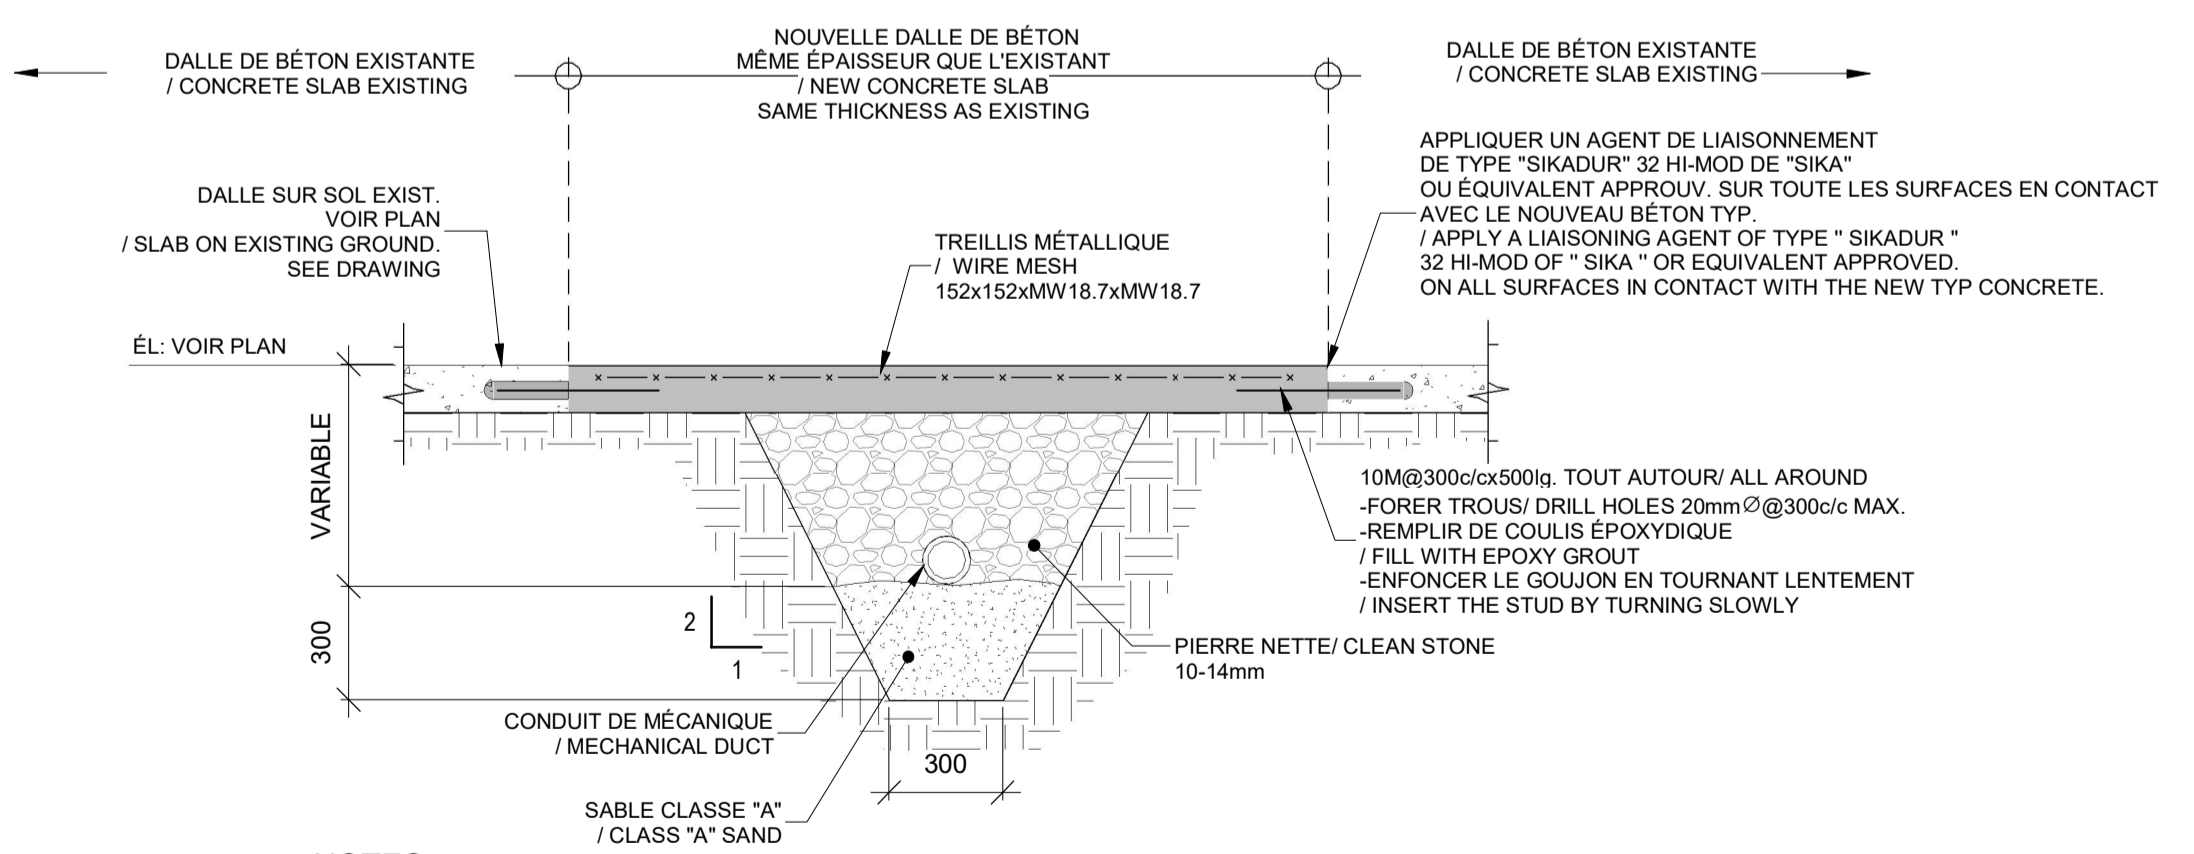 DALLE DE BÉTON EXISTANTE
/ CONCRETE SLAB EXISTING
NOUVELLE DALLE DE BÉTON
MÊME ÉPAISSEUR QUE L'EXISTANT
/ NEW CONCRETE SLAB
SAME THICKNESS AS EXISTING
DALLE DE BÉTON EXISTANTE
/ CONCRETE SLAB EXISTING
APPLIQUER UN AGENT DE LIAISONNEMENT
DE TYPE "SIKADUR" 32 HI-MOD DE "SIKA"
OU ÉQUIVALENT APPROUV. SUR TOUTE LES SURFACES EN CONTACT
AVEC LE NOUVEAU BÉTON TYP.
/ APPLY A LIAISONING AGENT OF TYPE " SIKADUR "
32 HI-MOD OF " SIKA " OR EQUIVALENT APPROVED.
ON ALL SURFACES IN CONTACT WITH THE NEW TYP CONCRETE.
DALLE SUR SOL EXIST.
VOIR PLAN
/ SLAB ON EXISTING GROUND.
SEE DRAWING
TREILLIS MÉTALLIQUE
/ WIRE MESH
152x152xMW18.7xMW18.7
ÉL: VOIR PLAN
VARIABLE
300
2
1
10M@300c/cx500lg. TOUT AUTOUR/ ALL AROUND
-FORER TROUS/ DRILL HOLES 20mm∅@300c/c MAX.
-REMPLIR DE COULIS ÉPOXYDIQUE
/ FILL WITH EPOXY GROUT
-ENFONCER LE GOUJON EN TOURNANT LENTEMENT
/ INSERT THE STUD BY TURNING SLOWLY
PIERRE NETTE/ CLEAN STONE
10-14mm
CONDUIT DE MÉCANIQUE
/ MECHANICAL DUCT
300
SABLE CLASSE "A"
/ CLASS "A" SAND